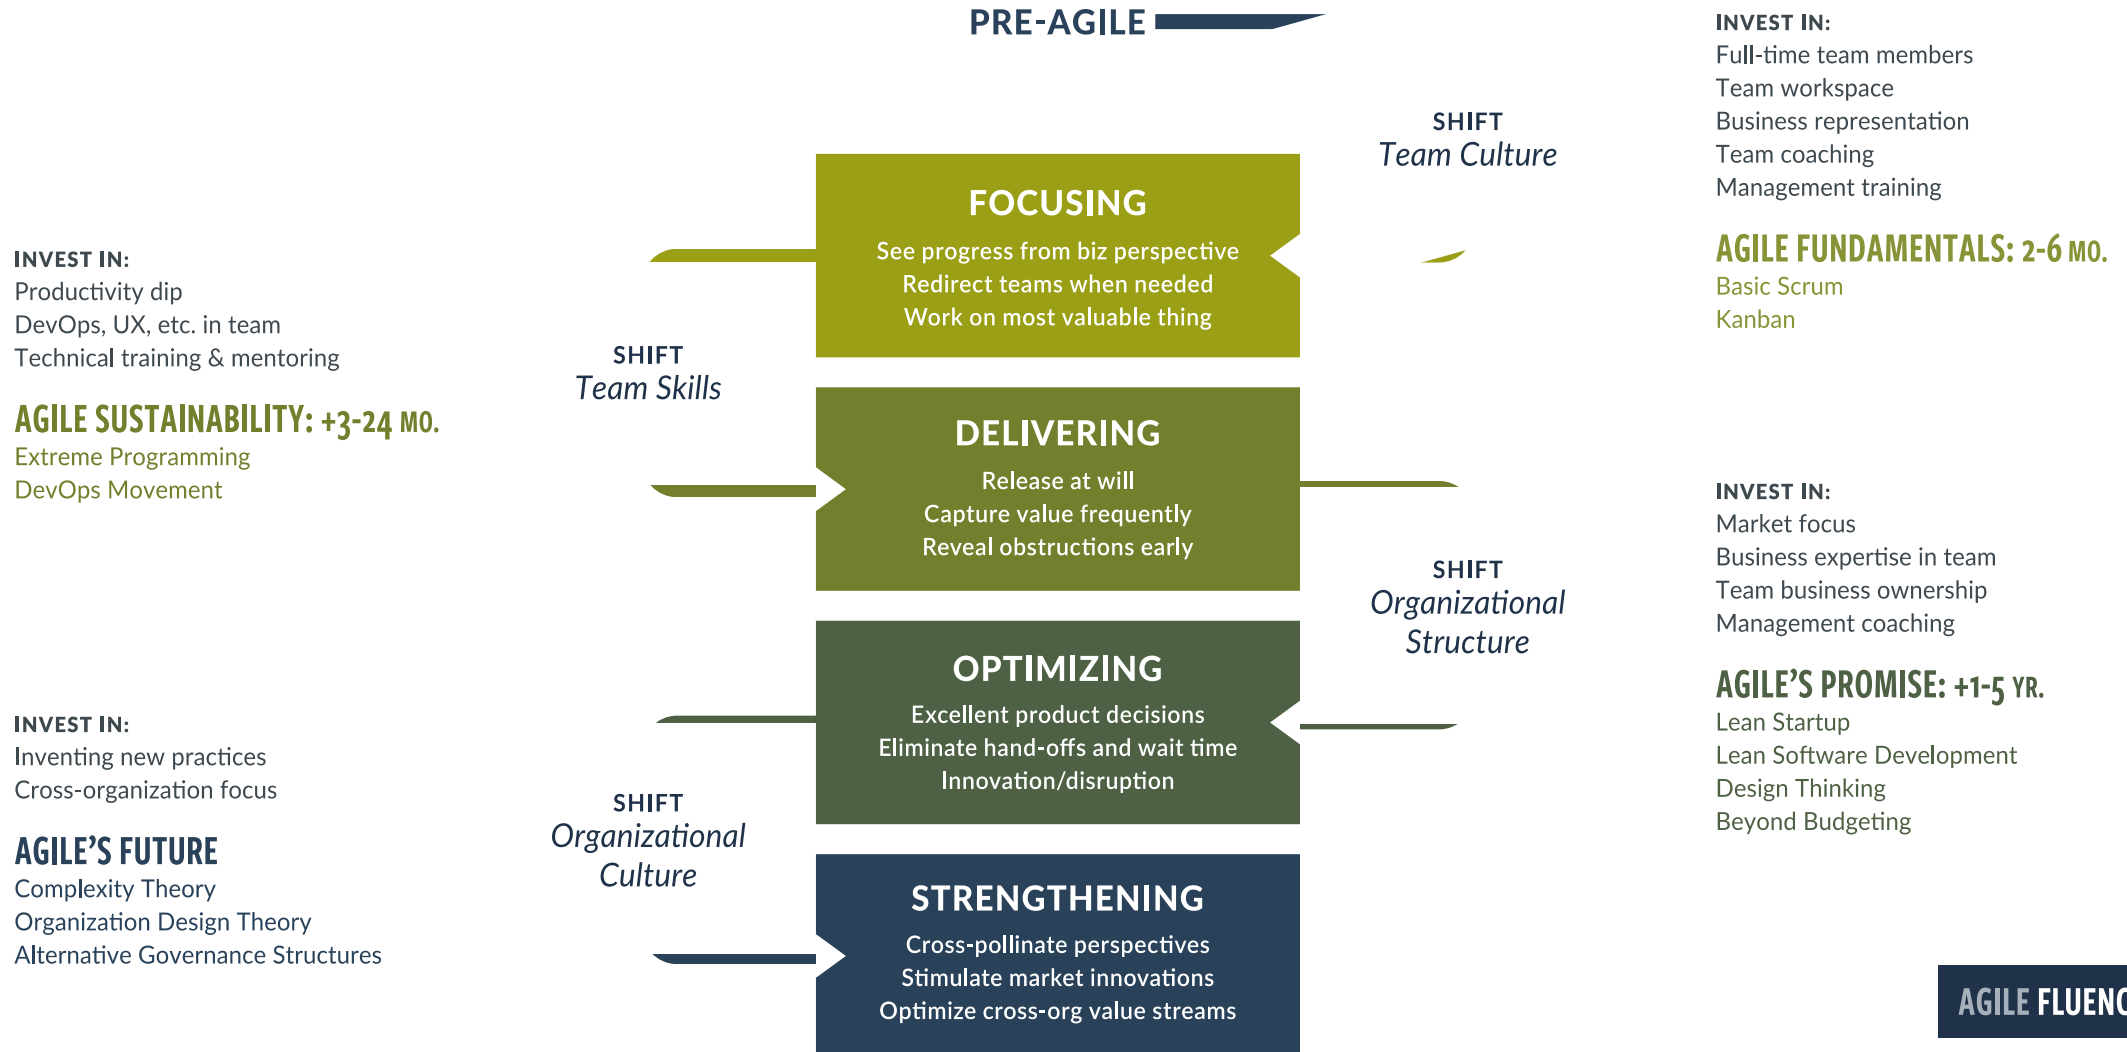 PRE-AGILE
SHIFT
Team Culture
INVEST IN:
Full-time team members
Team workspace
Business representation
Team coaching
Management training
AGILE FUNDAMENTALS: 2-6 MO.
Basic Scrum
Kanban
FOCUSING
See progress from biz perspective
Redirect teams when needed
Work on most valuable thing
SHIFT
Team Skills
INVEST IN:
Productivity dip
DevOps, UX, etc. in team
Technical training & mentoring
AGILE SUSTAINABILITY: +3-24 MO.
Extreme Programming
DevOps Movement
DELIVERING
Release at will
Capture value frequently
Reveal obstructions early
SHIFT
Organizational
Structure
INVEST IN:
Market focus
Business expertise in team
Team business ownership
Management coaching
AGILE’S PROMISE: +1-5 YR.
Lean Startup
Lean Software Development
Design Thinking
Beyond Budgeting
OPTIMIZING
Excellent product decisions
Eliminate hand-offs and wait time
Innovation/disruption
SHIFT
Organizational
Culture
INVEST IN:
Inventing new practices
Cross-organization focus
AGILE’S FUTURE
Complexity Theory
Organization Design Theory
Alternative Governance Structures
STRENGTHENING
Cross-pollinate perspectives
Stimulate market innovations
Optimize cross-org value streams
AGILE